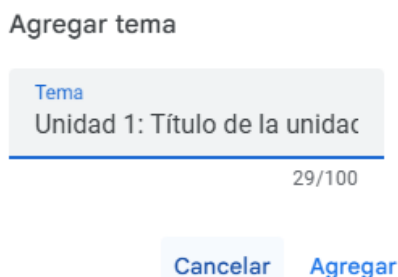 Agregar tema
Tema
Unidad 1: Título de la unidad
29/100
Cancelar
Agregar